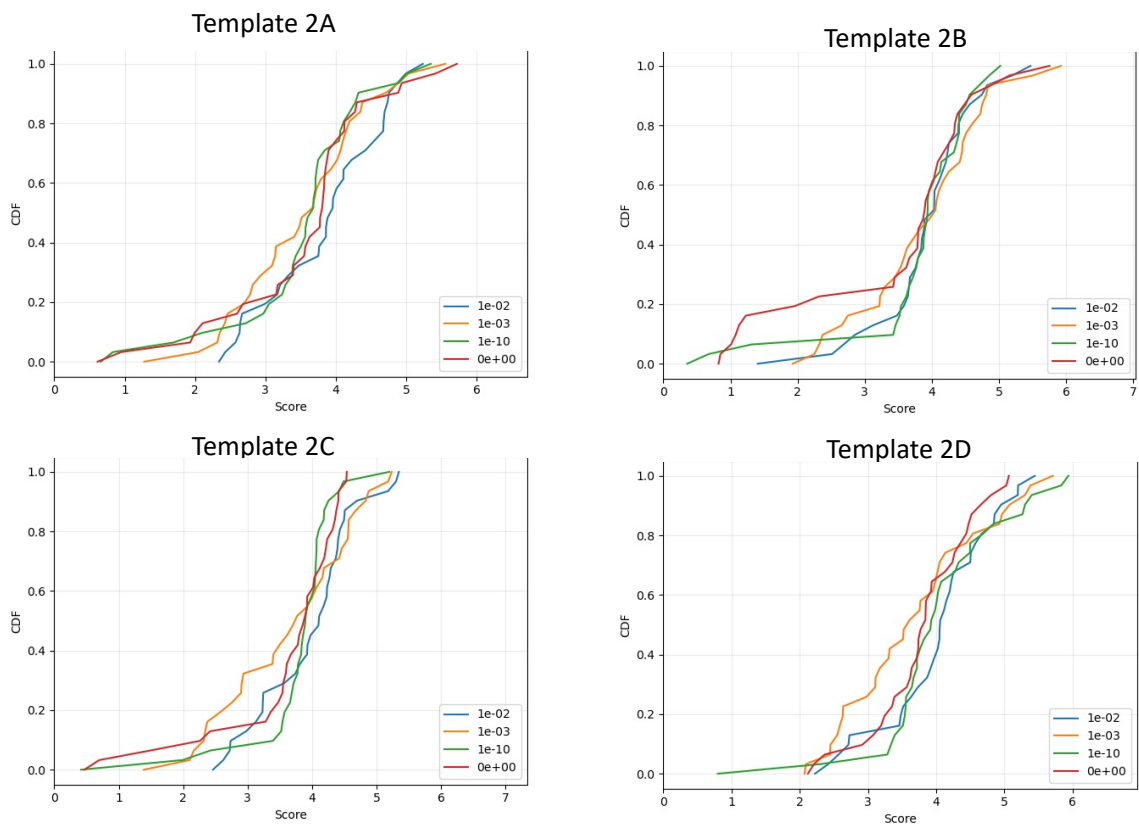 Template 2A
1.0
0.8
0.6
0.4
0.2
0.0
CDF
0 1 2 3 4 5 6
Score
1e-02
1e-03
1e-10
0e+00
Template 2B
1.0
0.8
0.6
0.4
0.2
0.0
CDF
0 1 2 3 4 5 6 7
Score
1e-02
1e-03
1e-10
0e+00
Template 2C
1.0
0.8
0.6
0.4
0.2
0.0
CDF
0 1 2 3 4 5 6 7
Score
1e-02
1e-03
1e-10
0e+00
Template 2D
1.0
0.8
0.6
0.4
0.2
0.0
CDF
0 1 2 3 4 5 6
Score
1e-02
1e-03
1e-10
0e+00